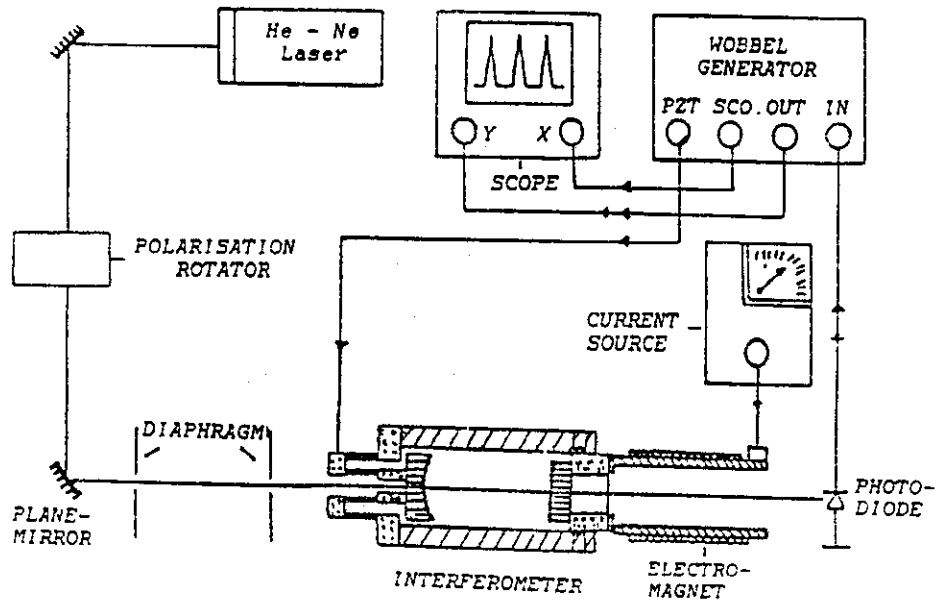 He - Ne
Laser
WOBBEL
GENERATOR
PZT SCO. OUT IN
Y X
SCOPE
POLARISATION
ROTATOR
CURRENT
SOURCE
DIAPHRAGM
PLANE-
MIRROR
PHOTO-
DIODE
INTERFEROMETER
ELECTRO-
MAGNET